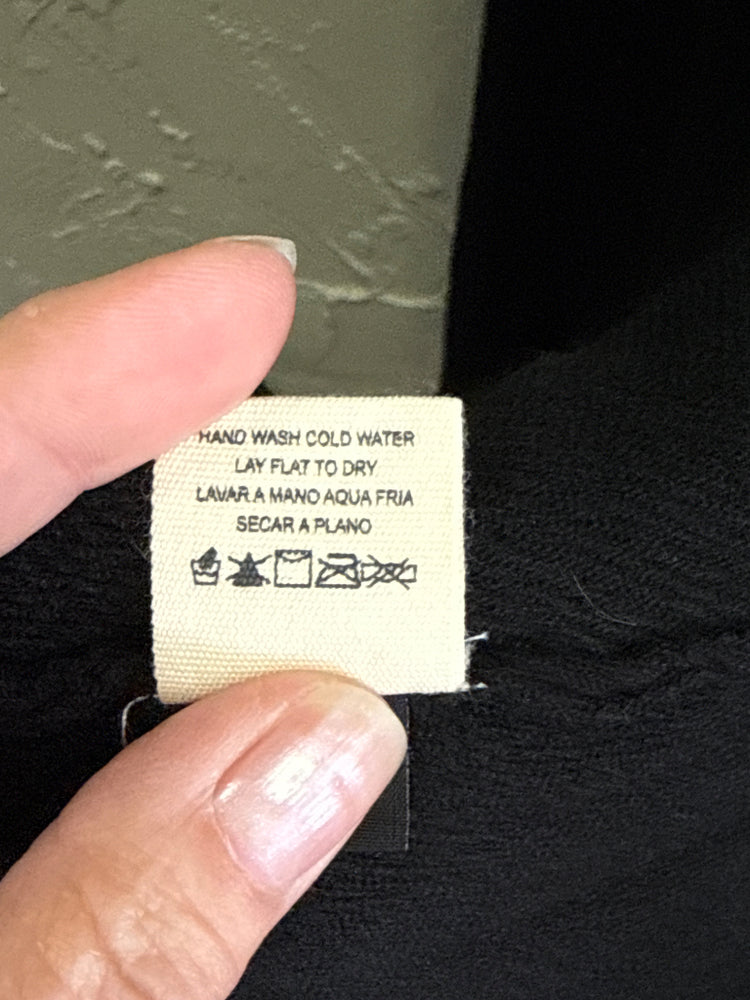 HAND WASH COLD WATER
LAY FLAT TO DRY
LAVAR A MANO AQUA FRIA
SECAR A PLANO